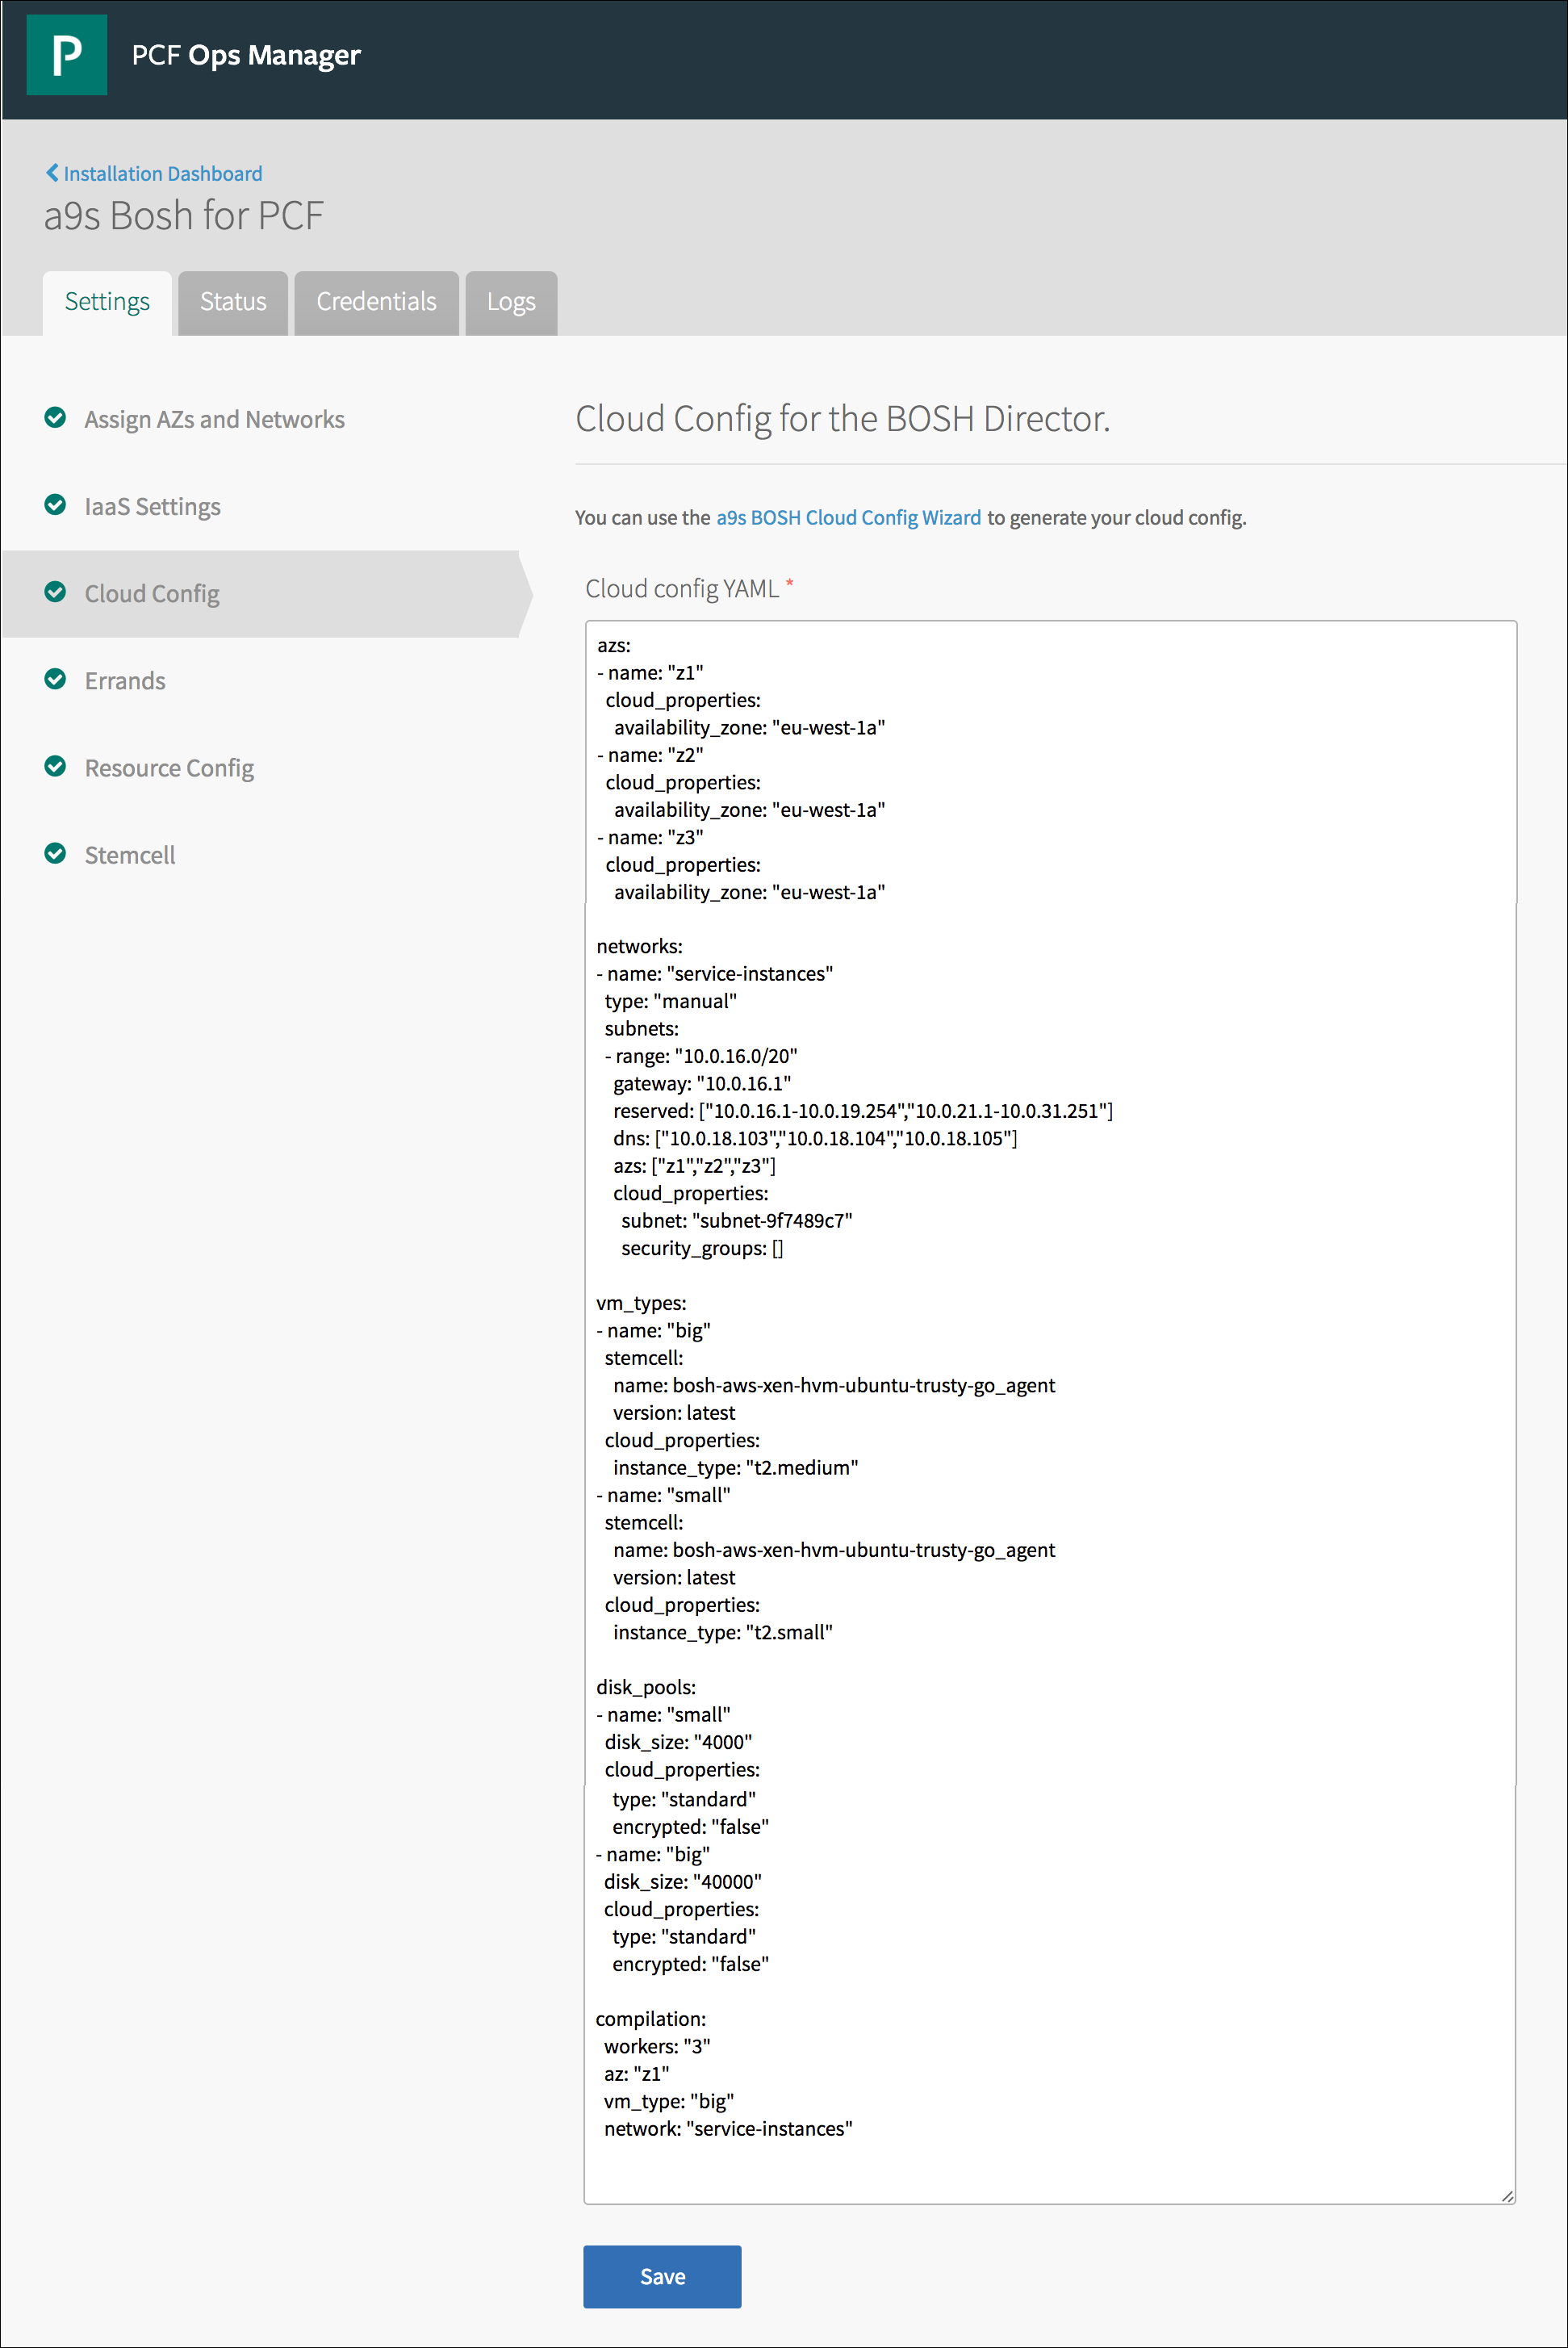 P
PCF Ops Manager
Installation Dashboard
a9s Bosh for PCF
Settings
Status
Credentials
Logs
Assign AZs and Networks
IaaS Settings
Cloud Config
Errands
Resource Config
Stemcell
Cloud Config for the BOSH Director.
You can use the a9s BOSH Cloud Config Wizard to generate your cloud config.
Cloud config YAML *
azs:
- name: "z1"
  cloud_properties:
    availability_zone: "eu-west-1a"
- name: "z2"
  cloud_properties:
    availability_zone: "eu-west-1a"
- name: "z3"
  cloud_properties:
    availability_zone: "eu-west-1a"

networks:
- name: "service-instances"
  type: "manual"
  subnets:
  - range: "10.0.16.0/20"
    gateway: "10.0.16.1"
    reserved: ["10.0.16.1-10.0.19.254","10.0.21.1-10.0.31.251"]
    dns: ["10.0.18.103","10.0.18.104","10.0.18.105"]
    azs: ["z1","z2","z3"]
    cloud_properties:
      subnet: "subnet-9f7489c7"
      security_groups: []

vm_types:
- name: "big"
  stemcell:
    name: bosh-aws-xen-hvm-ubuntu-trusty-go_agent
    version: latest
  cloud_properties:
    instance_type: "t2.medium"
- name: "small"
  stemcell:
    name: bosh-aws-xen-hvm-ubuntu-trusty-go_agent
    version: latest
  cloud_properties:
    instance_type: "t2.small"

disk_pools:
- name: "small"
  disk_size: "4000"
  cloud_properties:
    type: "standard"
    encrypted: "false"
- name: "big"
  disk_size: "40000"
  cloud_properties:
    type: "standard"
    encrypted: "false"

compilation:
  workers: "3"
  az: "z1"
  vm_type: "big"
  network: "service-instances"
Save